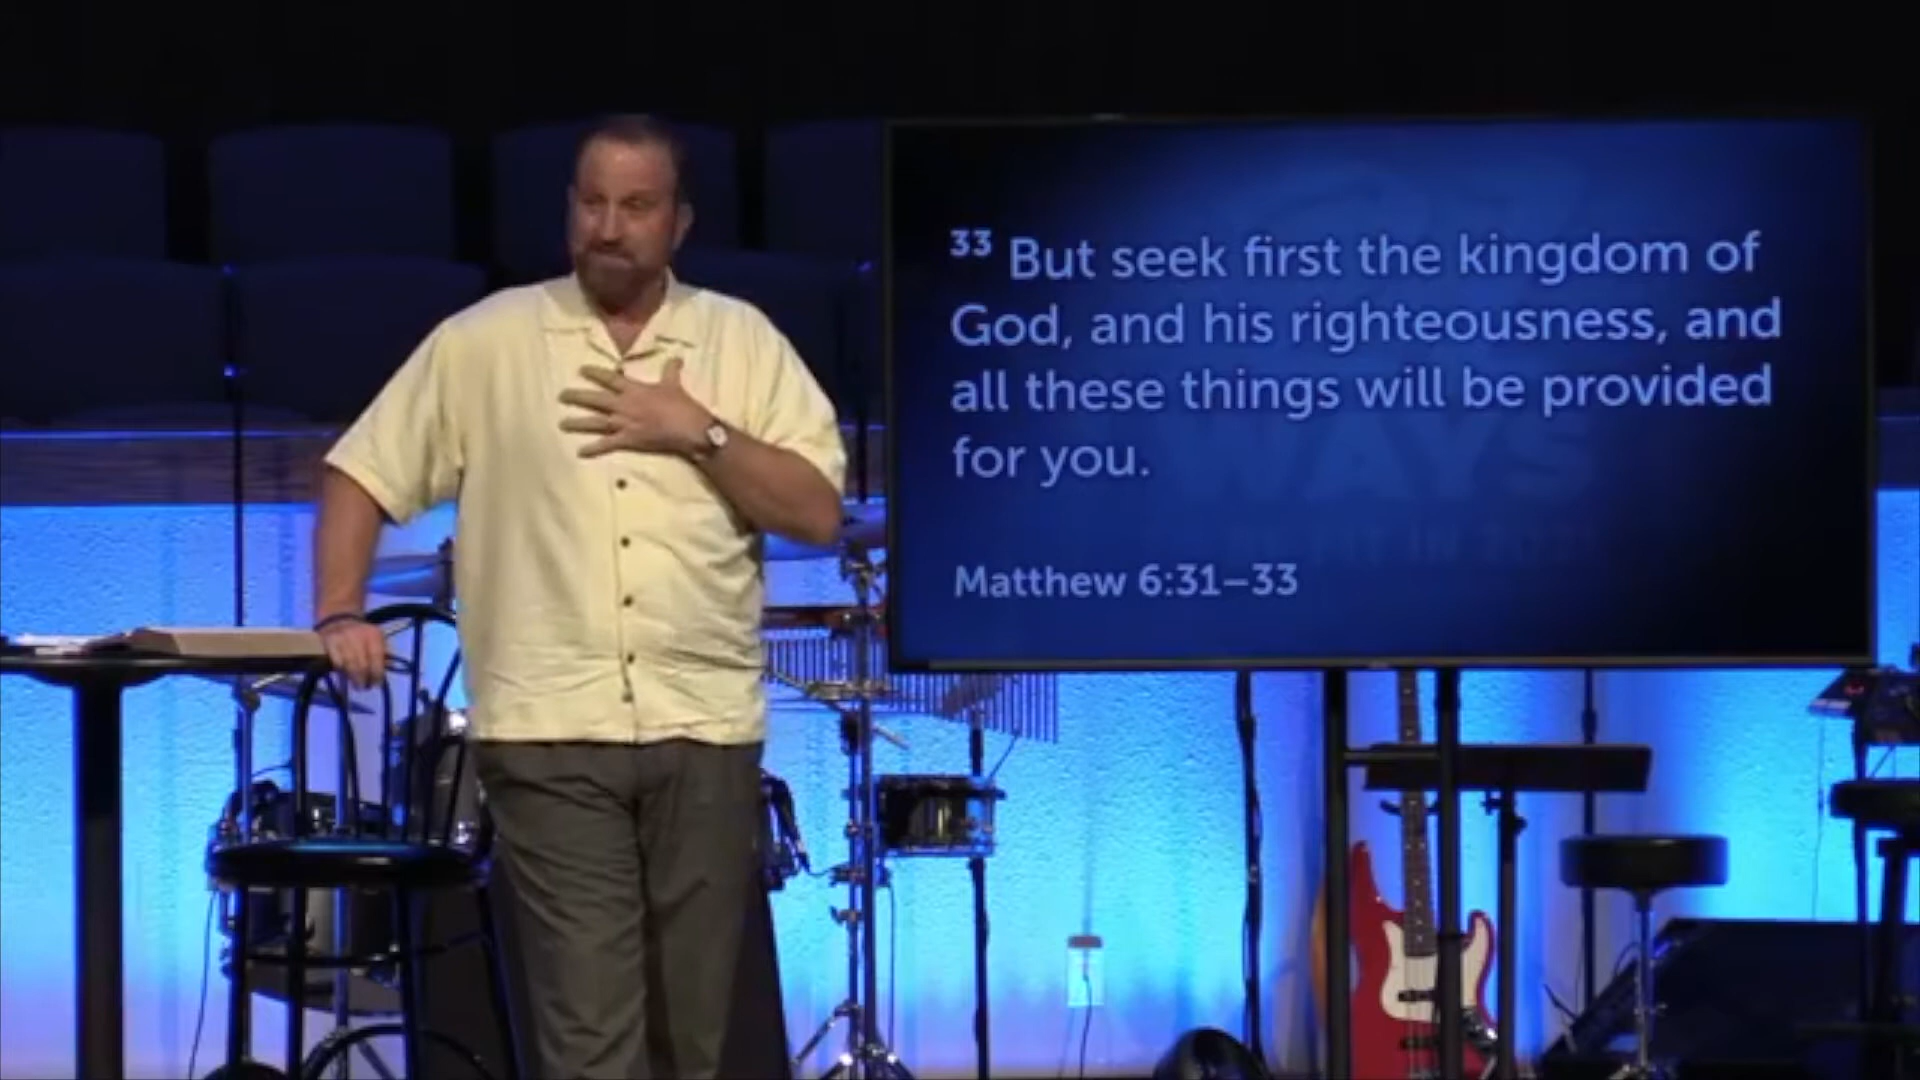 33 But seek first the kingdom of
God, and his righteousness, and
all these things will be provided
for you.
WAYS
Matthew 6:31–33